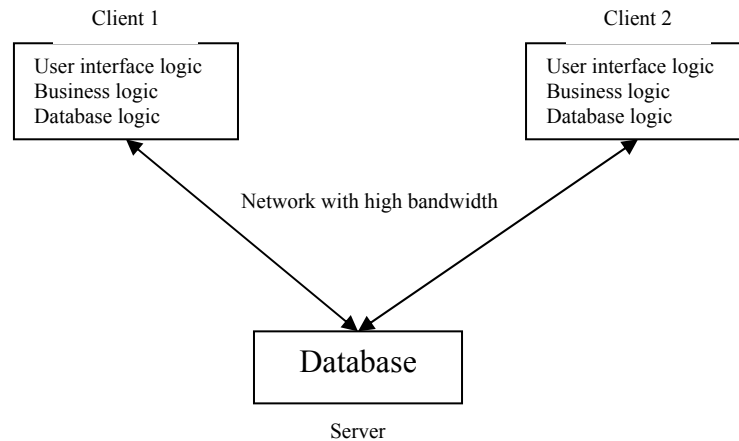 Client 1
Client 2
User interface logic
Business logic
Database logic
User interface logic
Business logic
Database logic
Network with high bandwidth
Database
Server